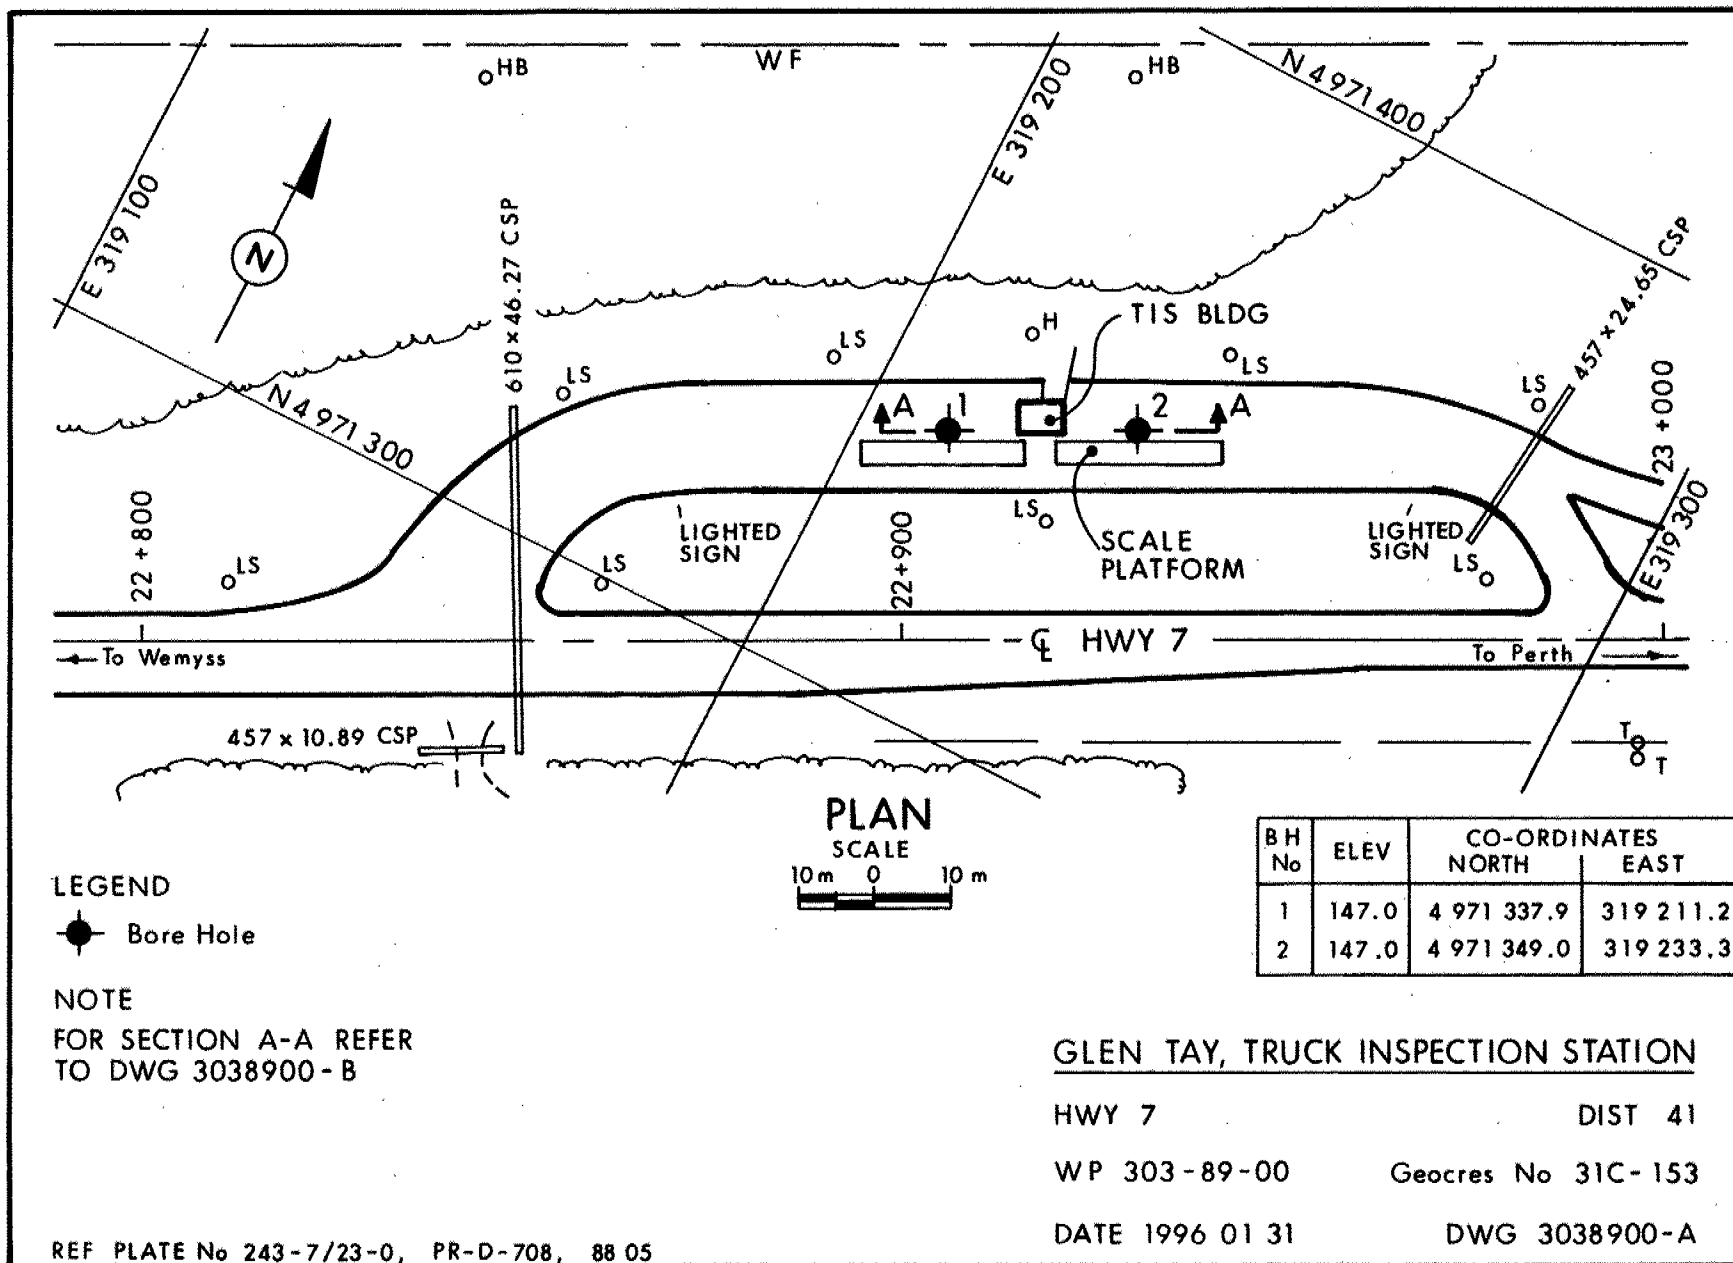 WF
HB
HB
E 319 100
E 319 200
N 4 971 400
N
610 x 46.27 CSP
457 x 24.65 CSP
TIS BLDG
H
LS
LS
LS
LS
N 4 971 300
A
1
2
A
23 +000
22 +800
LS
LS
LIGHTED
SIGN
22+900
LS
SCALE
PLATFORM
LIGHTED
SIGN
LS
E 319 300
To Wemyss
℄ HWY 7
To Perth
457 x 10.89 CSP
T
T
PLAN
SCALE
10 m 0 10 m
LEGEND
Bore Hole
NOTE
FOR SECTION A-A REFER
TO DWG 3038900 - B
BH No ELEV CO-ORDINATES
NORTH EAST
1 147.0 4 971 337.9 319 211.2
2 147.0 4 971 349.0 319 233.3
GLEN TAY, TRUCK INSPECTION STATION
HWY 7 DIST 41
WP 303-89-00 Geocres No 31C-153
DATE 1996 01 31 DWG 3038900-A
REF PLATE No 243-7/23-0, PR-D-708, 88 05